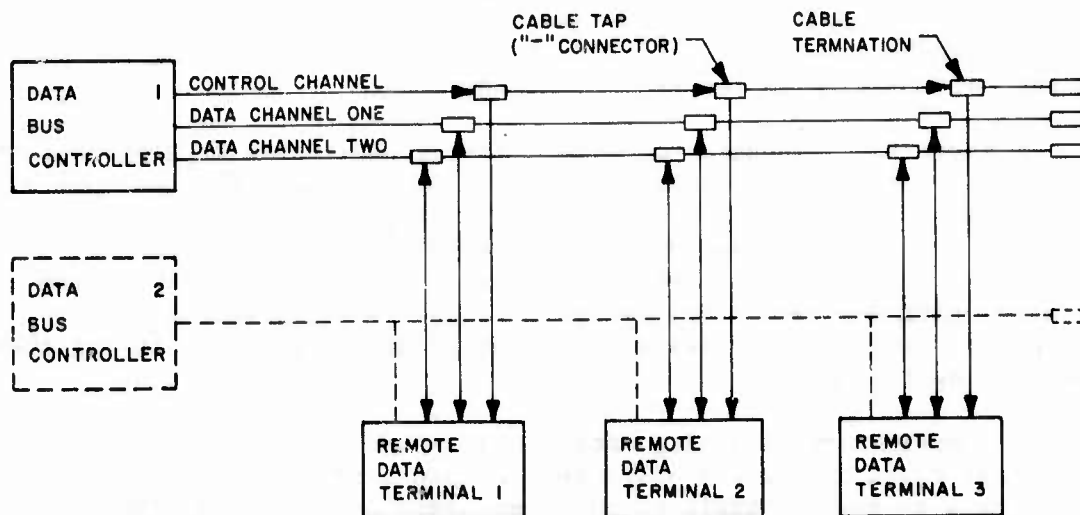 CABLE TAP
("-" CONNECTOR)
CABLE
TERMNATION
DATA 1
BUS
CONTROLLER
CONTROL CHANNEL
DATA CHANNEL ONE
DATA CHANNEL TWO
DATA 2
BUS
CONTROLLER
REMOTE
DATA
TERMINAL 1
REMOTE
DATA
TERMINAL 2
REMOTE
DATA
TERMINAL 3